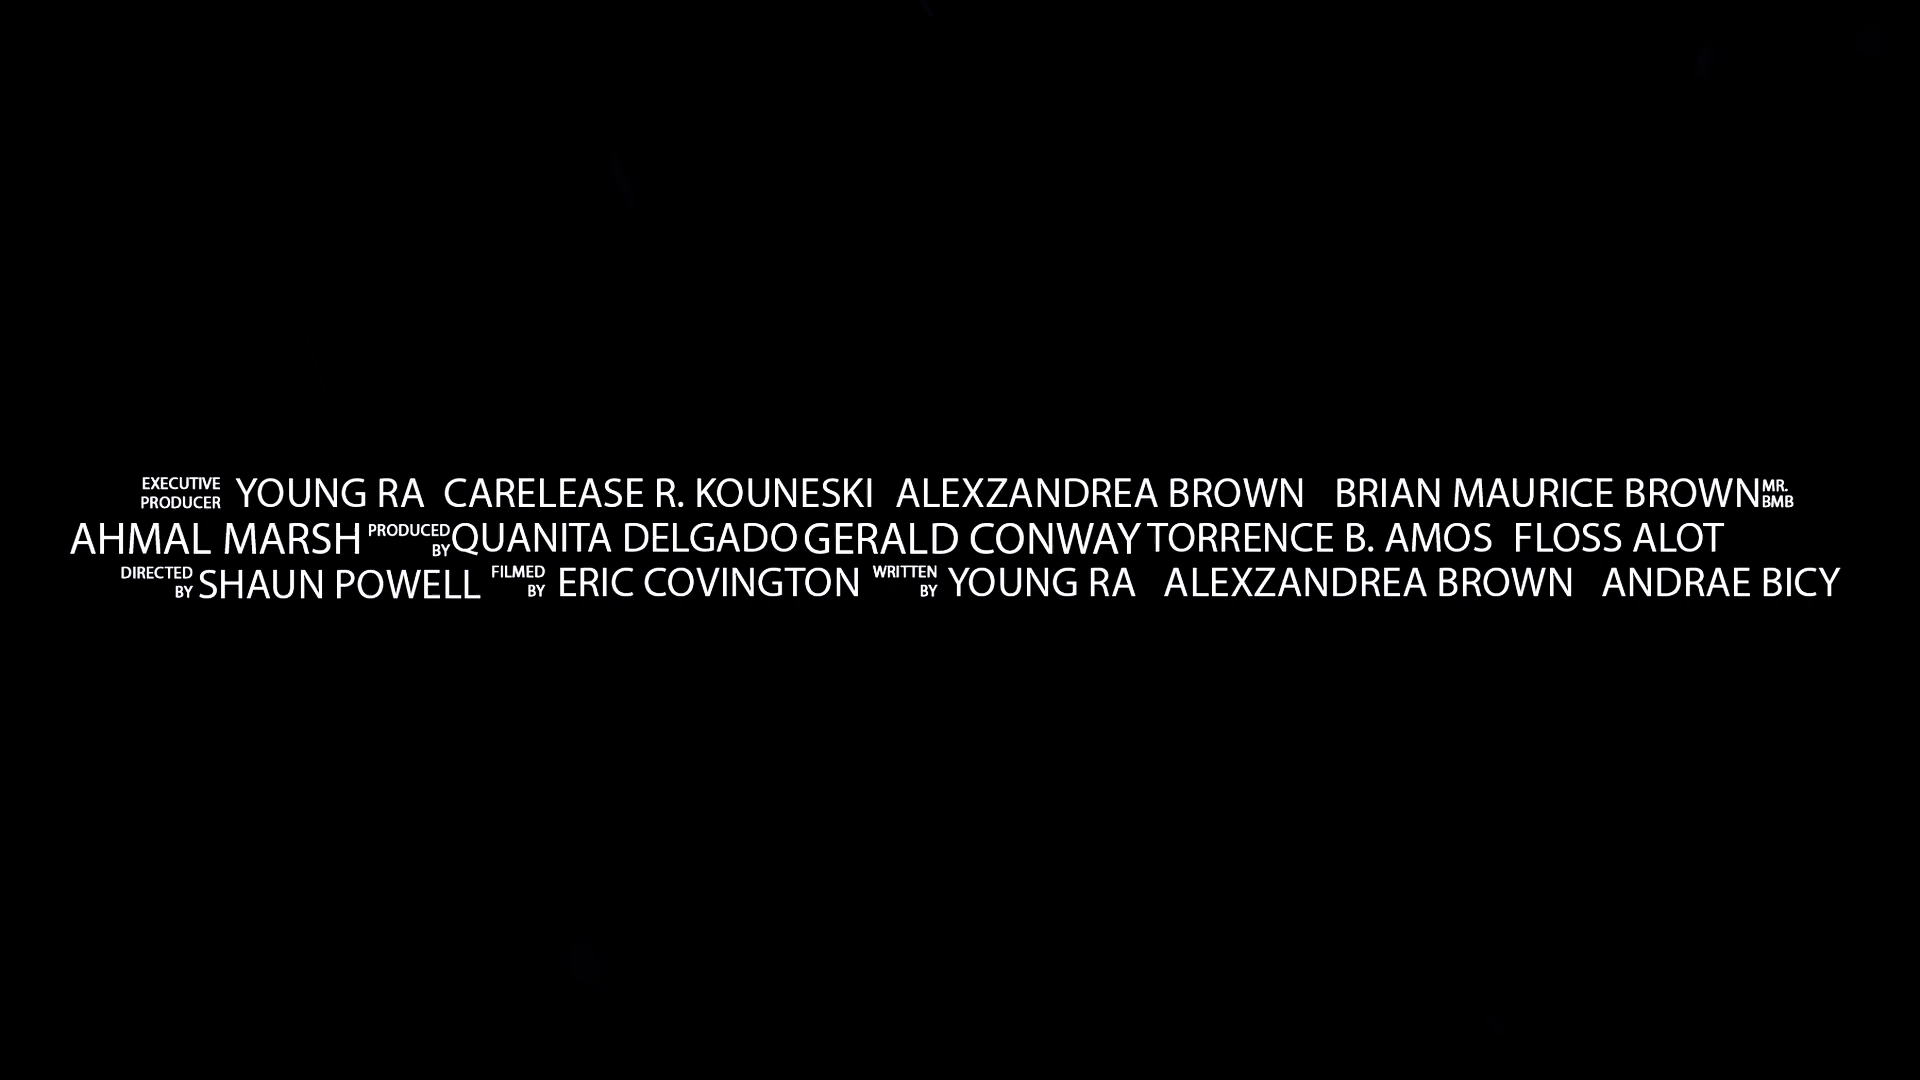 EXECUTIVE PRODUCER YOUNG RA CARELEASE R. KOUNESKI ALEXZANDREA BROWN BRIAN MAURICE BROWN MR. BMB
AHMAL MARSH PRODUCED BY QUANITA DELGADO GERALD CONWAY TORRENCE B. AMOS FLOSS ALOT
DIRECTED BY SHAUN POWELL FILMED BY ERIC COVINGTON WRITTEN BY YOUNG RA ALEXZANDREA BROWN ANDRAE BICY